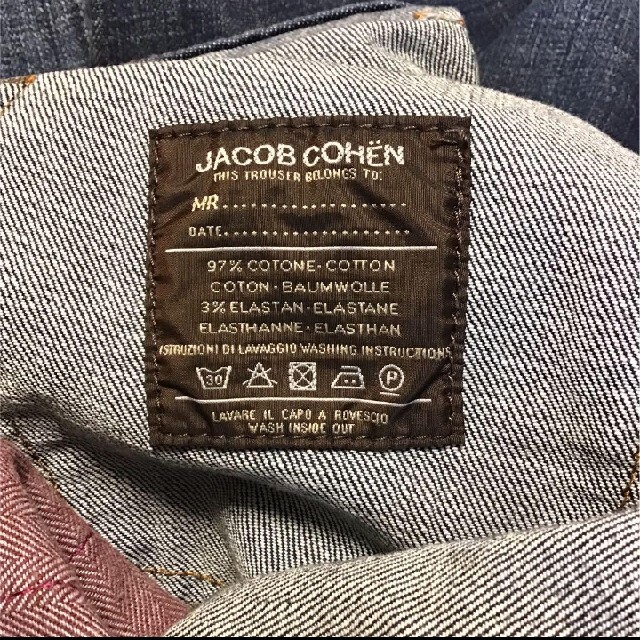 JACOB COHËN
THIS TROUSER BELONGS TO:
MR....................
DATE....................
97% COTONE - COTTON
COTON - BAUMWOLLE
3% ELASTAN - ELASTANE
ELASTHANNE - ELASTHAN
ISTRUZIONI DI LAVAGGIO WASHING INSTRUCTIONS
30 P
LAVARE IL CAPO A ROVESCIO
WASH INSIDE OUT